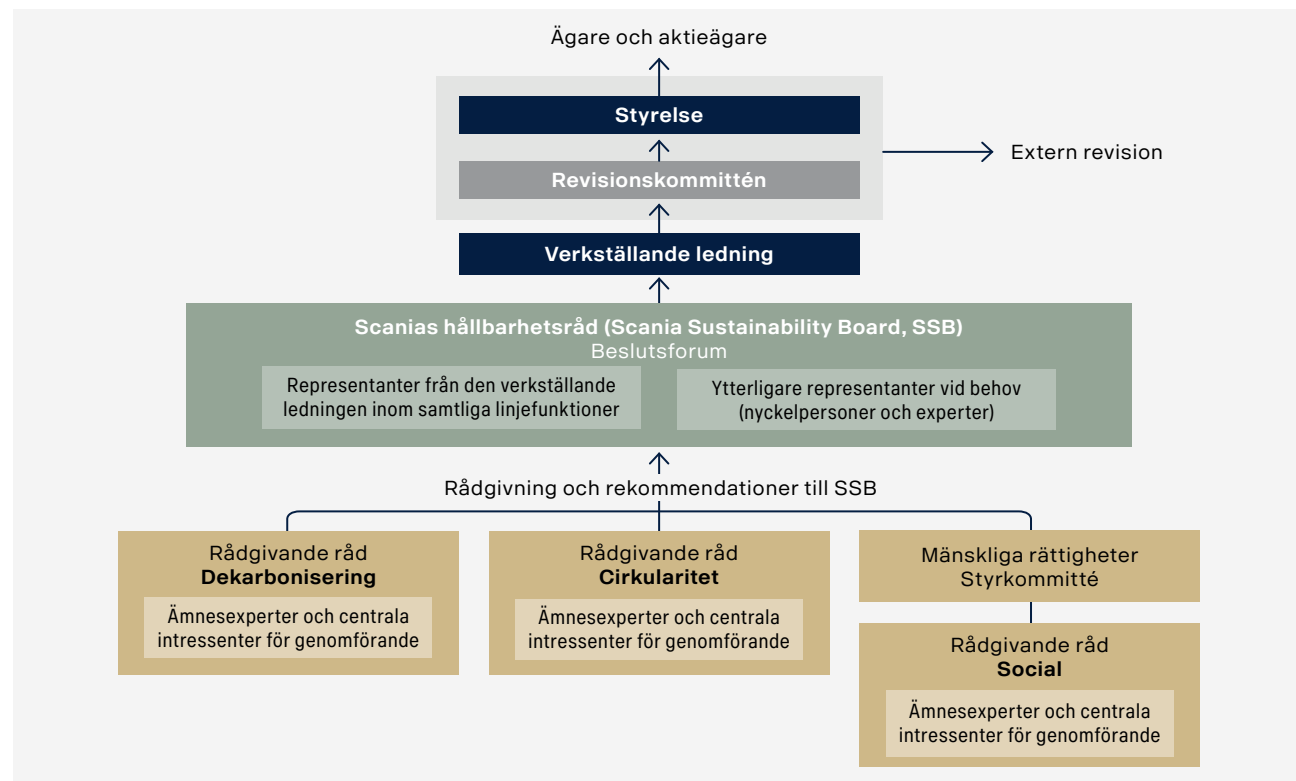 Ägare och aktieägare
Styrelse
Revisionskommittén
Extern revision
Verkställande ledning
Scanias hållbarhetsråd (Scania Sustainability Board, SSB)
Beslutsforum
Representanter från den verkställande
ledningen inom samtliga linjefunktioner
Ytterligare representanter vid behov
(nyckelpersoner och experter)
Rådgivning och rekommendationer till SSB
Rådgivande råd
Dekarbonisering
Ämnesexperter och centrala
intressenter för genomförande
Rådgivande råd
Cirkularitet
Ämnesexperter och centrala
intressenter för genomförande
Mänskliga rättigheter
Styrkommitté
Rådgivande råd
Social
Ämnesexperter och centrala
intressenter för genomförande